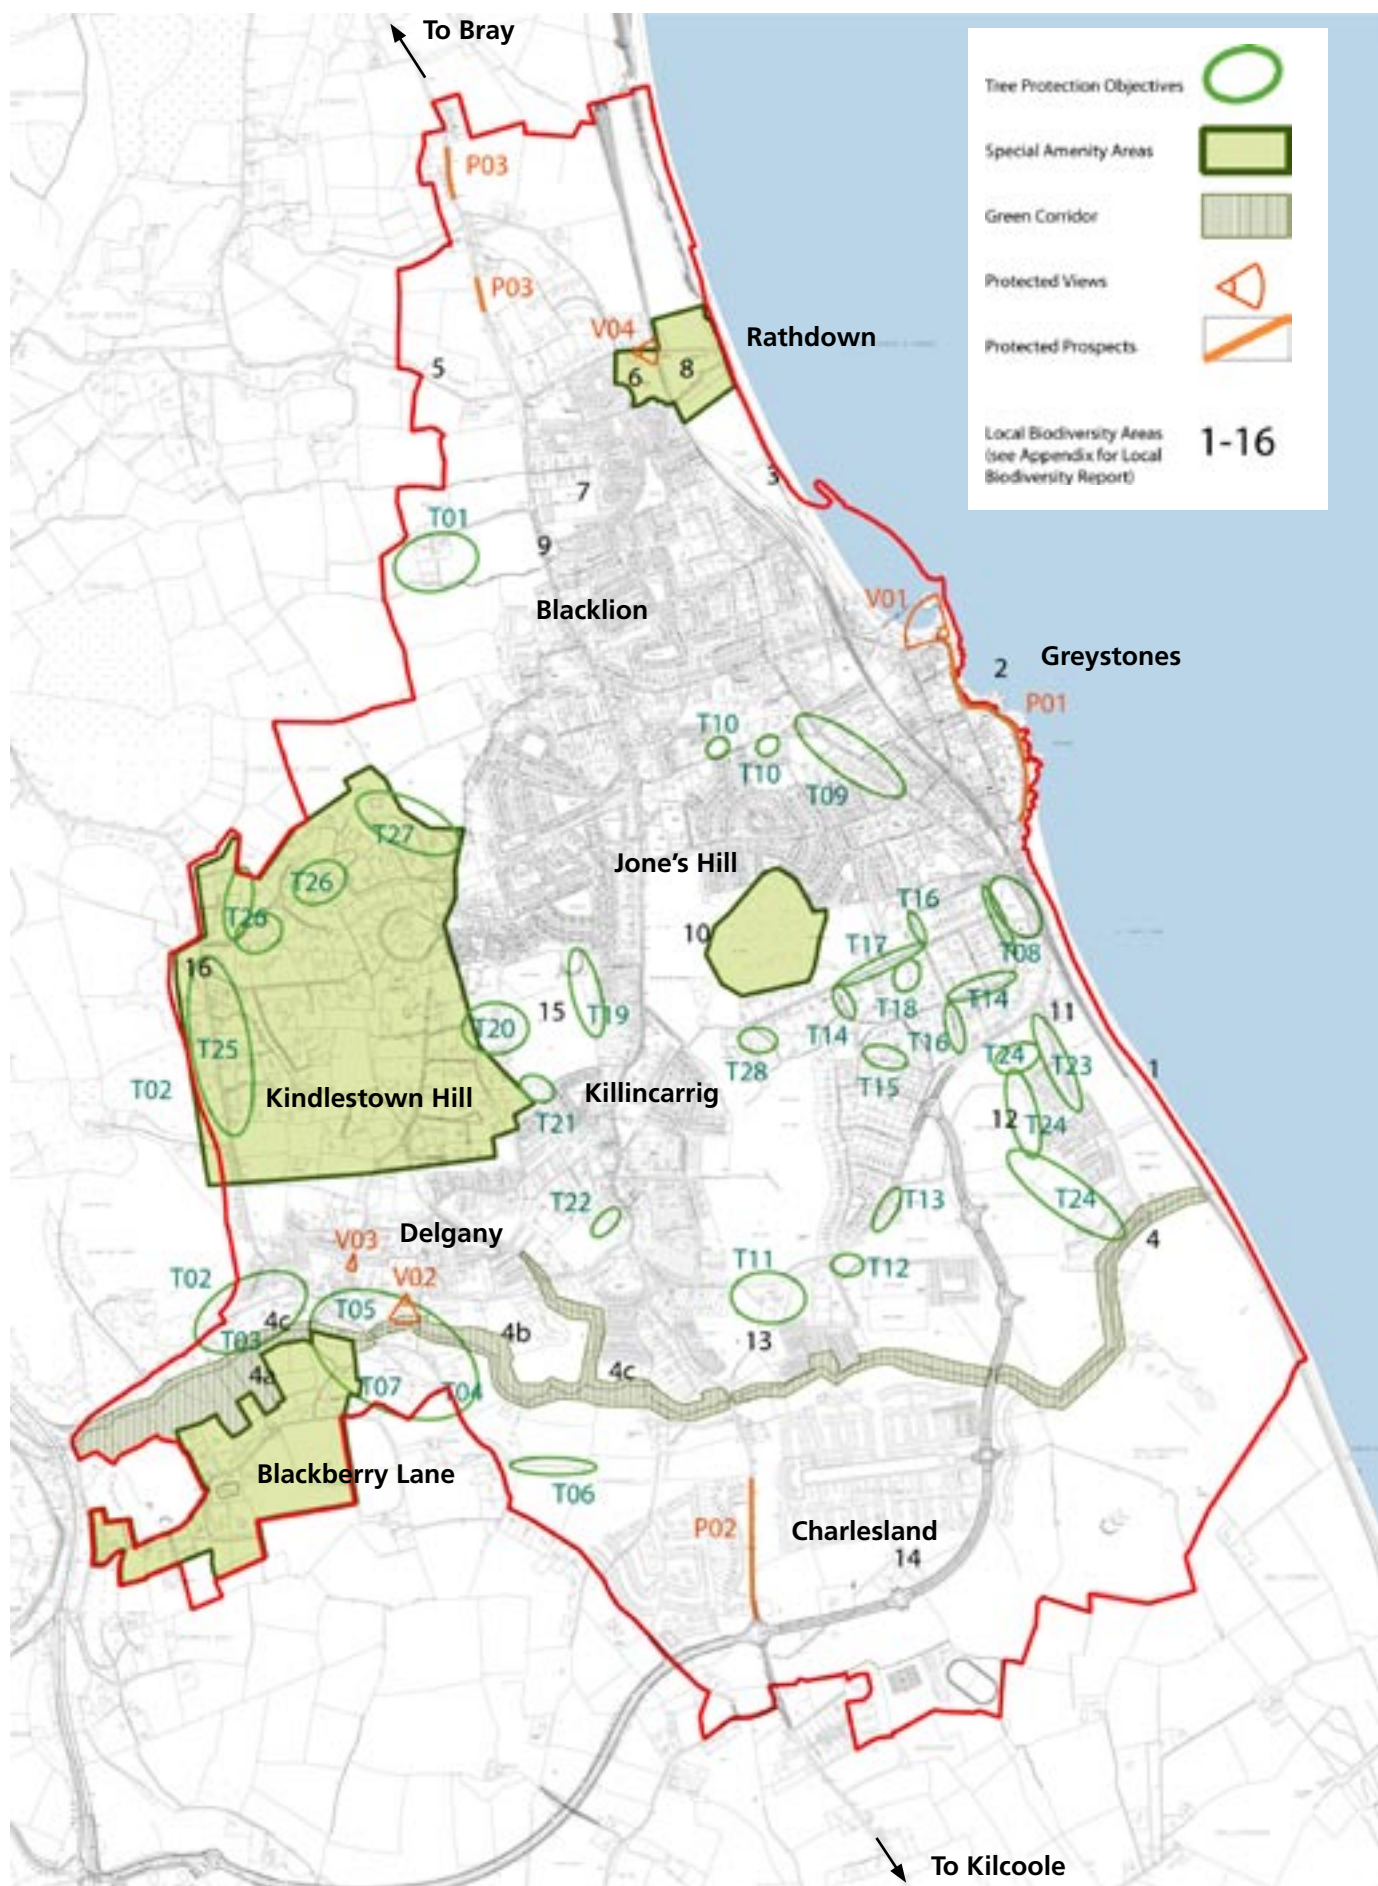 To Bray
Tree Protection Objectives
Special Amenity Areas
Green Corridor
Protected Views
Protected Prospects
Local Biodiversity Areas
(see Appendix for Local
Biodiversity Report)
1-16
P03
P03
V04
Rathdown
5
6
8
3
7
T01
9
Blacklion
V01
2
Greystones
P01
T10
T10
T09
T27
Jone's Hill
T26
T26
T16
10
T17
T08
16
T18
T14
T20
15
T19
T14
T16
11
T25
T28
T15
T24
T23
1
T02
Kindlestown Hill
Killincarrig
T21
12
T24
T22
T13
T24
Delgany
V03
4
T11
T12
T02
V02
T05
4c
T03
4b
13
4a
4c
T07
T04
Blackberry Lane
T06
P02
Charlesland
14
To Kilcoole